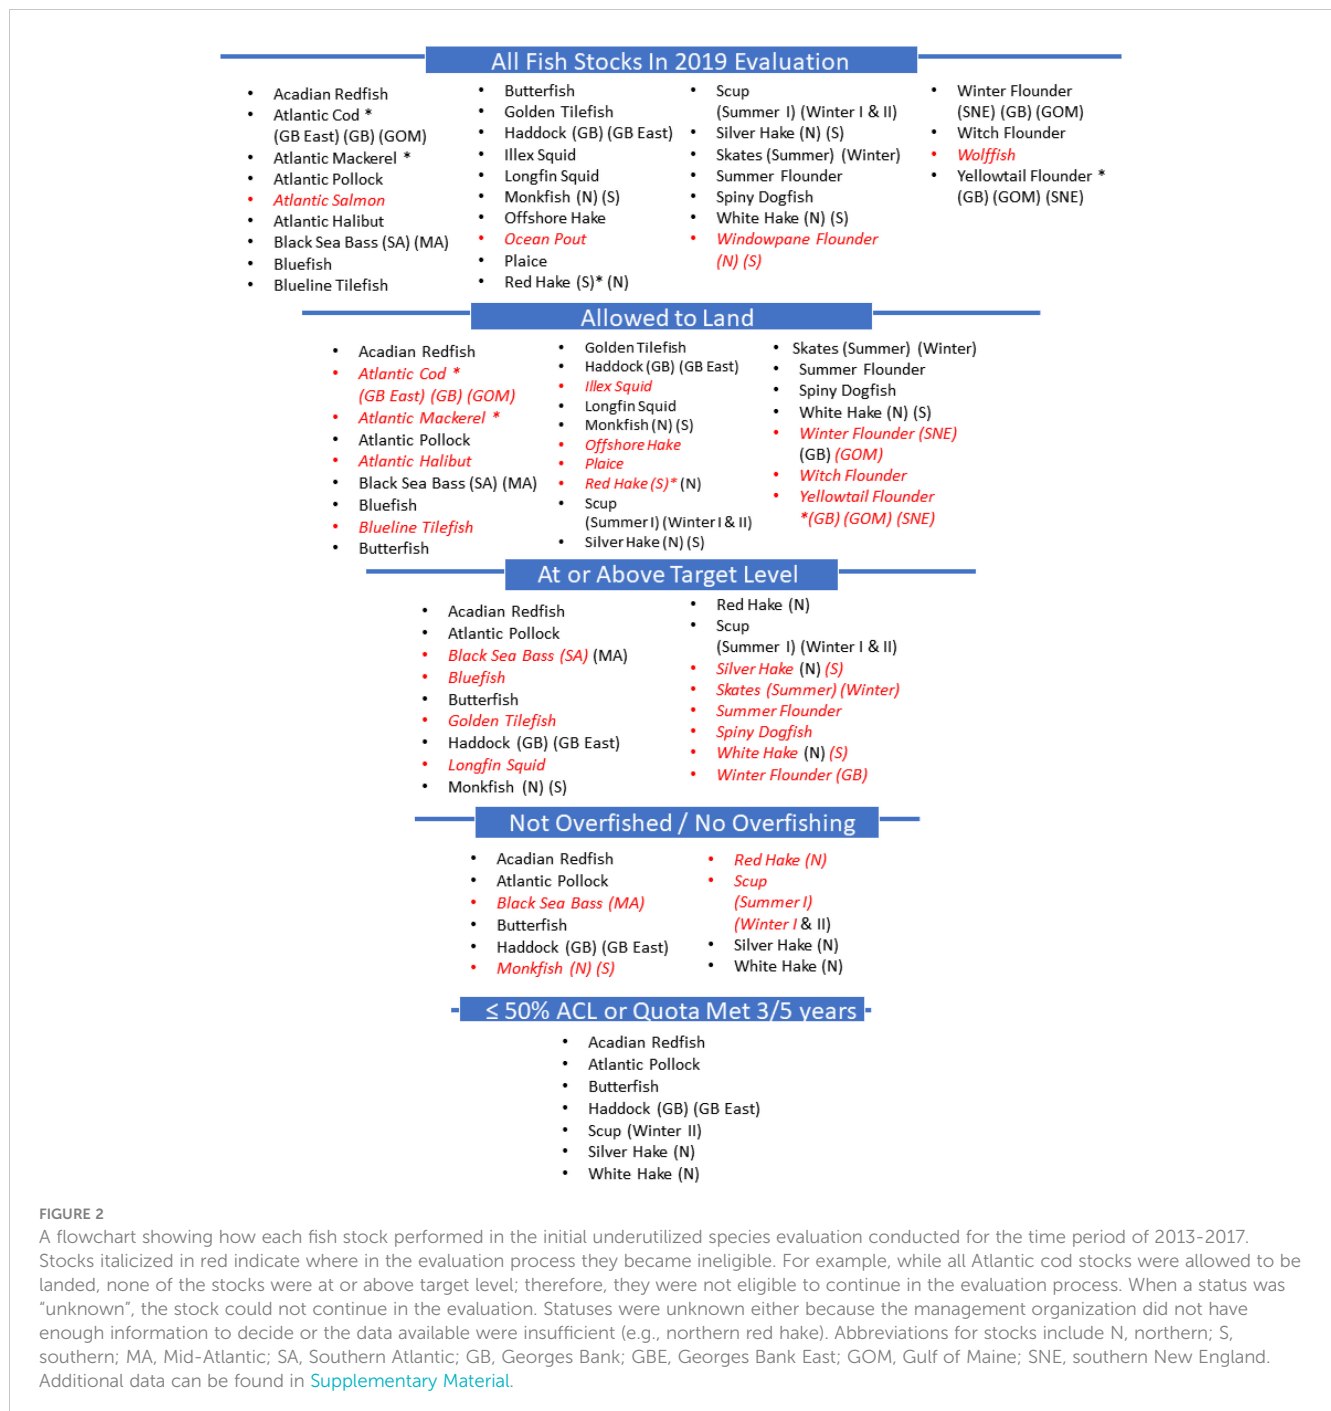 All Fish Stocks In 2019 Evaluation
• Acadian Redfish
• Atlantic Cod *
(GB East) (GB) (GOM)
• Atlantic Mackerel *
• Atlantic Pollock
• Atlantic Salmon
• Atlantic Halibut
• Black Sea Bass (SA) (MA)
• Bluefish
• Blueline Tilefish
• Butterfish
• Golden Tilefish
• Haddock (GB) (GB East)
• Illex Squid
• Longfin Squid
• Monkfish (N) (S)
• Offshore Hake
• Ocean Pout
• Plaice
• Red Hake (S)* (N)
• Scup
(Summer I) (Winter I & II)
• Silver Hake (N) (S)
• Skates (Summer) (Winter)
• Summer Flounder
• Spiny Dogfish
• White Hake (N) (S)
• Windowpane Flounder
(N) (S)
• Winter Flounder
(SNE) (GB) (GOM)
• Witch Flounder
• Wolffish
• Yellowtail Flounder *
(GB) (GOM) (SNE)
Allowed to Land
• Acadian Redfish
• Atlantic Cod *
(GB East) (GB) (GOM)
• Atlantic Mackerel *
• Atlantic Pollock
• Atlantic Halibut
• Black Sea Bass (SA) (MA)
• Bluefish
• Blueline Tilefish
• Butterfish
• Golden Tilefish
• Haddock (GB) (GB East)
• Illex Squid
• Longfin Squid
• Monkfish (N) (S)
• Offshore Hake
• Plaice
• Red Hake (S)* (N)
• Scup
(Summer I) (Winter I & II)
• Silver Hake (N) (S)
• Skates (Summer) (Winter)
• Summer Flounder
• Spiny Dogfish
• White Hake (N) (S)
• Winter Flounder (SNE)
(GB) (GOM)
• Witch Flounder
• Yellowtail Flounder
*(GB) (GOM) (SNE)
At or Above Target Level
• Acadian Redfish
• Atlantic Pollock
• Black Sea Bass (SA) (MA)
• Bluefish
• Butterfish
• Golden Tilefish
• Haddock (GB) (GB East)
• Longfin Squid
• Monkfish (N) (S)
• Red Hake (N)
• Scup
(Summer I) (Winter I & II)
• Silver Hake (N) (S)
• Skates (Summer) (Winter)
• Summer Flounder
• Spiny Dogfish
• White Hake (N) (S)
• Winter Flounder (GB)
Not Overfished / No Overfishing
• Acadian Redfish
• Atlantic Pollock
• Black Sea Bass (MA)
• Butterfish
• Haddock (GB) (GB East)
• Monkfish (N) (S)
• Red Hake (N)
• Scup
(Summer I)
(Winter I & II)
• Silver Hake (N)
• White Hake (N)
≤ 50% ACL or Quota Met 3/5 years
• Acadian Redfish
• Atlantic Pollock
• Butterfish
• Haddock (GB) (GB East)
• Scup (Winter II)
• Silver Hake (N)
• White Hake (N)
FIGURE 2
A flowchart showing how each fish stock performed in the initial underutilized species evaluation conducted for the time period of 2013-2017.
Stocks italicized in red indicate where in the evaluation process they became ineligible. For example, while all Atlantic cod stocks were allowed to be
landed, none of the stocks were at or above target level; therefore, they were not eligible to continue in the evaluation process. When a status was
"unknown", the stock could not continue in the evaluation. Statuses were unknown either because the management organization did not have
enough information to decide or the data available were insufficient (e.g., northern red hake). Abbreviations for stocks include N, northern; S,
southern; MA, Mid-Atlantic; SA, Southern Atlantic; GB, Georges Bank; GBE, Georges Bank East; GOM, Gulf of Maine; SNE, southern New England.
Additional data can be found in Supplementary Material.